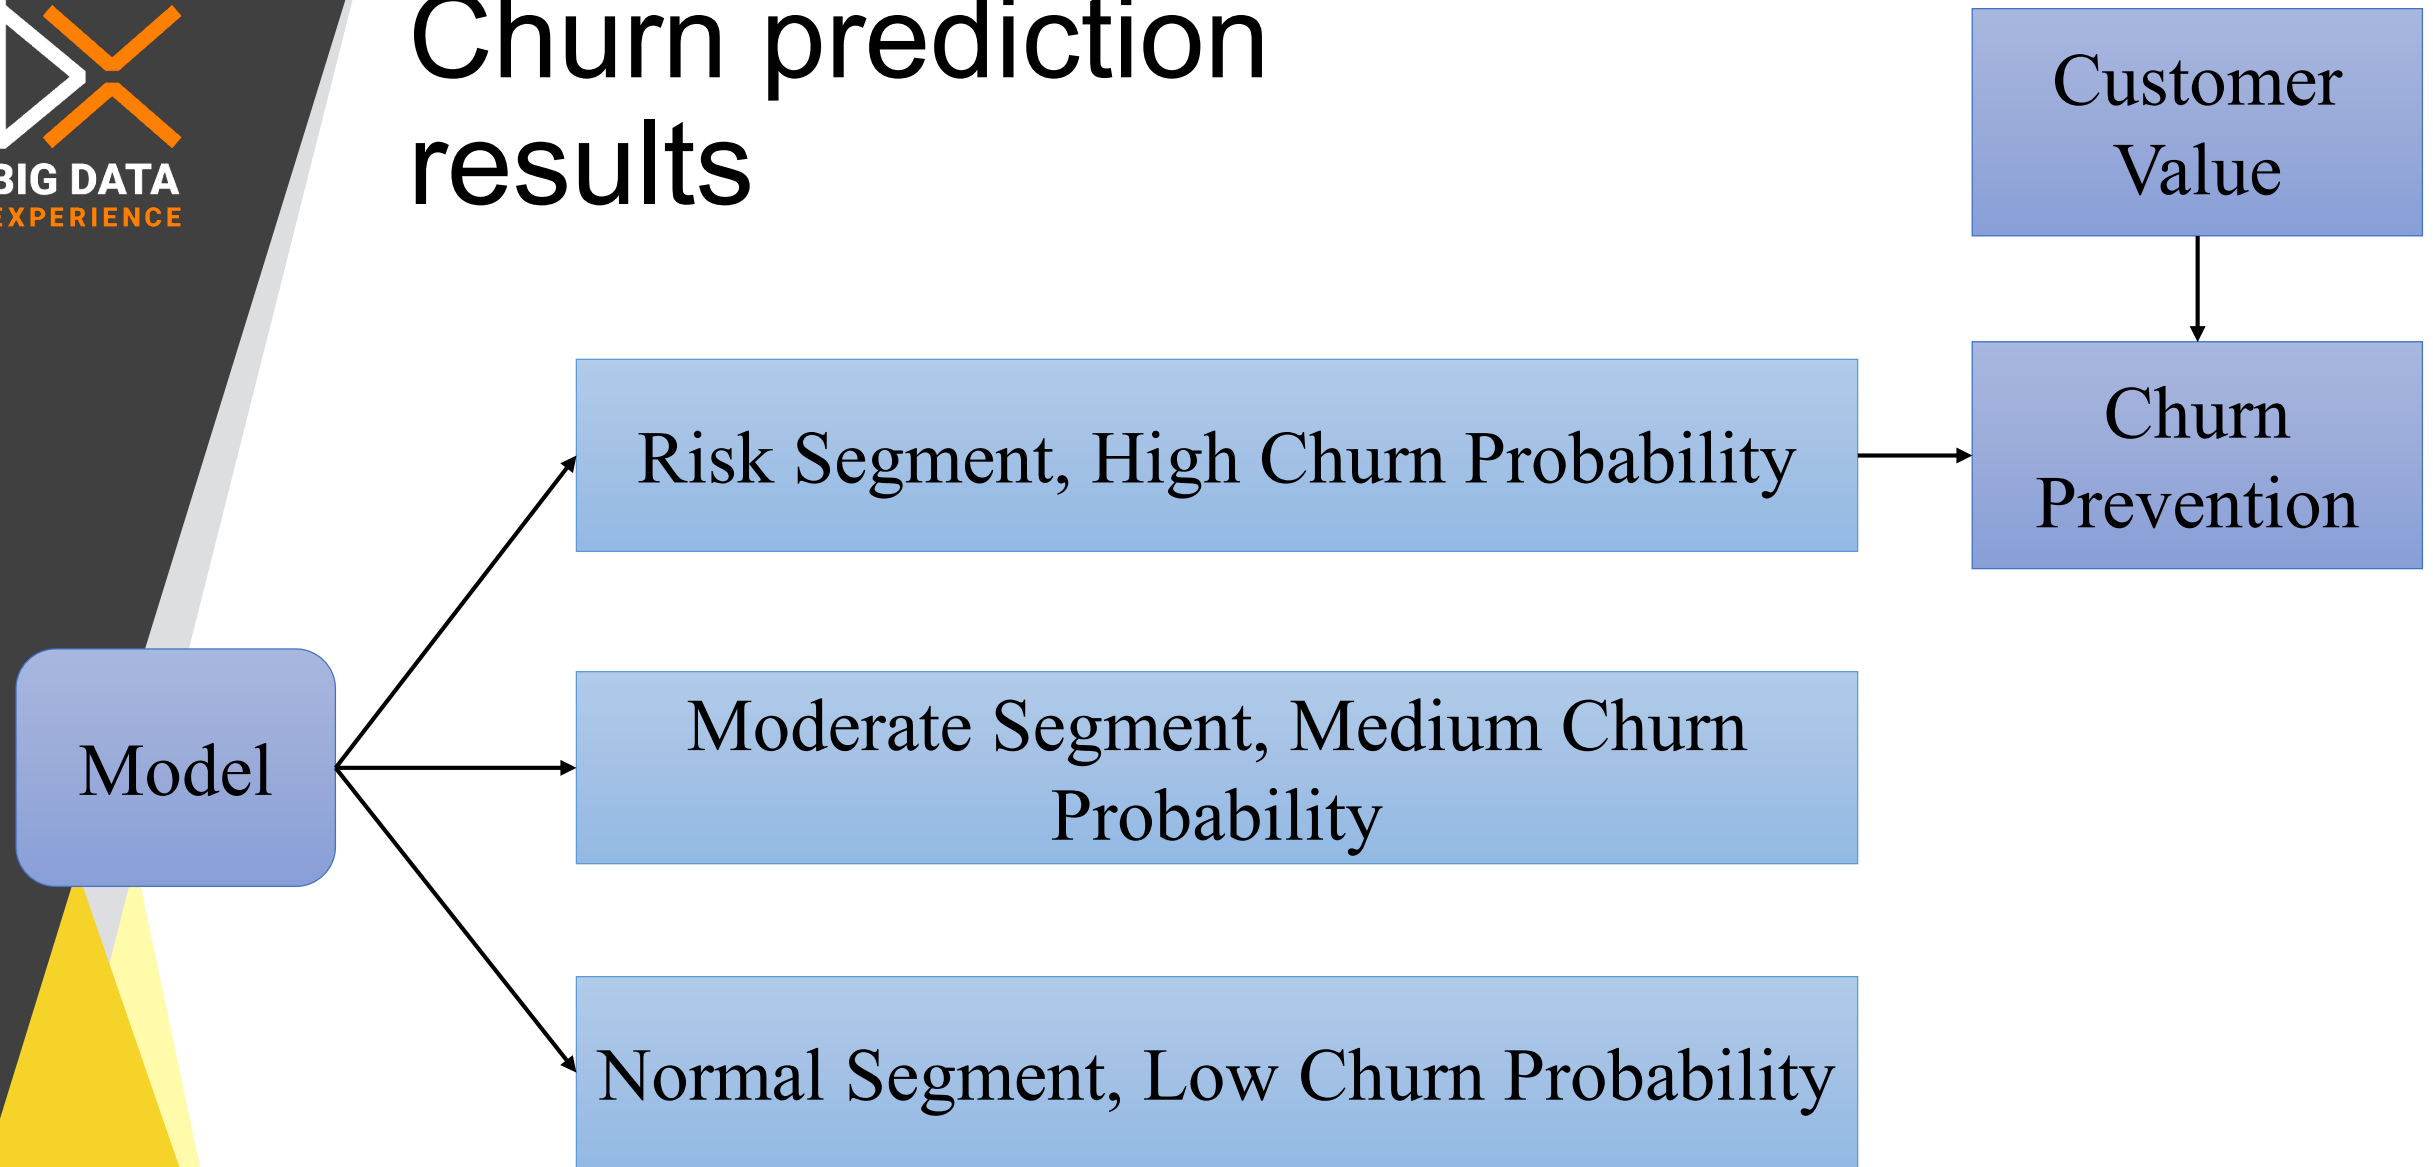 Churn prediction
results
BIG DATA
EXPERIENCE
Customer
Value
Churn
Prevention
Risk Segment, High Churn Probability
Model
Moderate Segment, Medium Churn
Probability
Normal Segment, Low Churn Probability